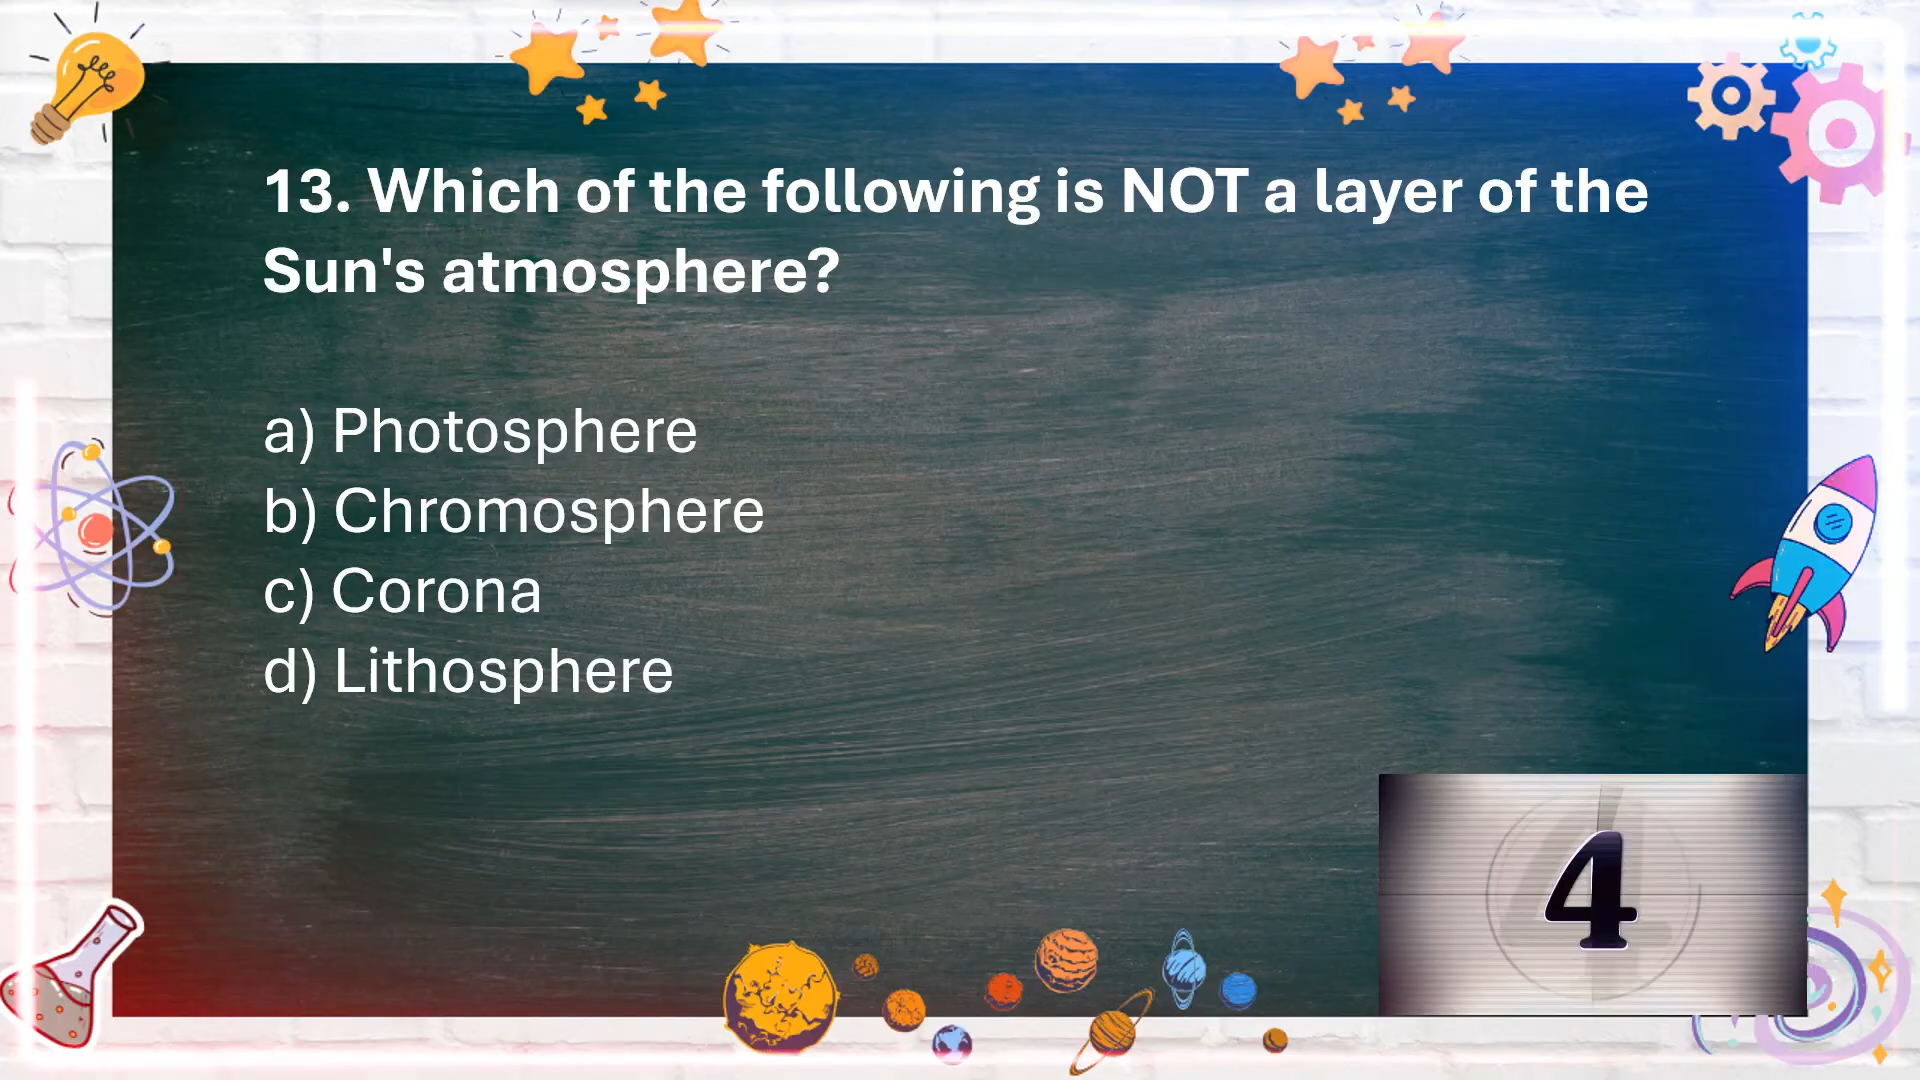 13. Which of the following is NOT a layer of the
Sun's atmosphere?
a) Photosphere
b) Chromosphere
c) Corona
d) Lithosphere
4